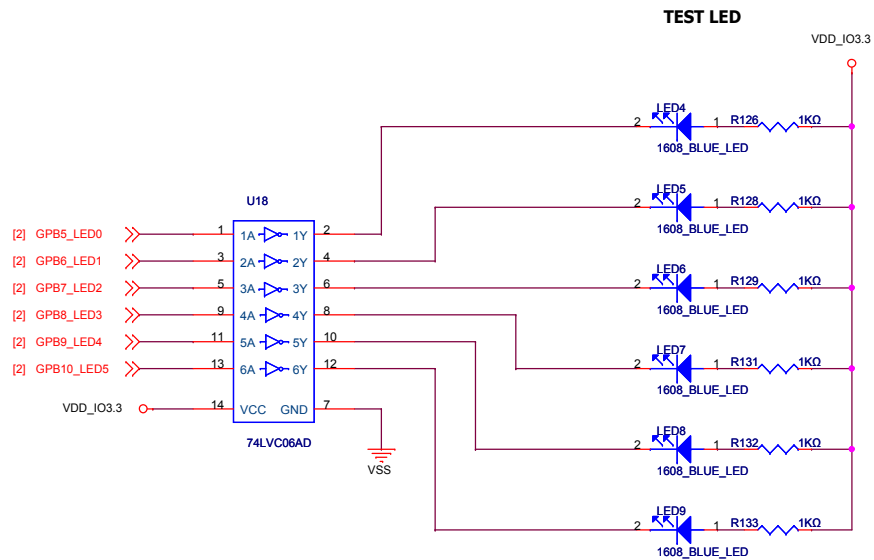 TEST LED
VDD_IO3.3
LED4
2 1 R126 1KΩ
1608_BLUE_LED
LED5
2 1 R128 1KΩ
1608_BLUE_LED
U18
[2] GPB5_LED0 1 1A 1Y 2
[2] GPB6_LED1 3 2A 2Y 4
LED6
[2] GPB7_LED2 5 3A 3Y 6 2 1 R129 1KΩ
1608_BLUE_LED
[2] GPB8_LED3 9 4A 4Y 8
[2] GPB9_LED4 11 5A 5Y 10
LED7
[2] GPB10_LED5 13 6A 6Y 12 2 1 R131 1KΩ
1608_BLUE_LED
VDD_IO3.3 14 VCC GND 7
74LVC06AD
LED8
2 1 R132 1KΩ
VSS
1608_BLUE_LED
LED9
2 1 R133 1KΩ
1608_BLUE_LED